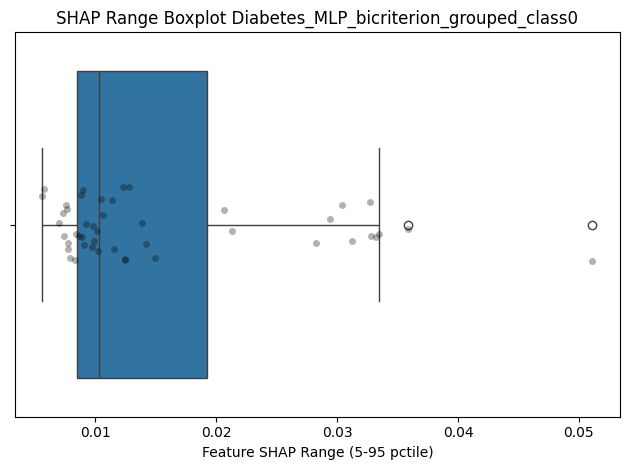 SHAP Range Boxplot Diabetes_MLP_bicriterion_grouped_class0
0.01 0.02 0.03 0.04 0.05
Feature SHAP Range (5-95 pctile)